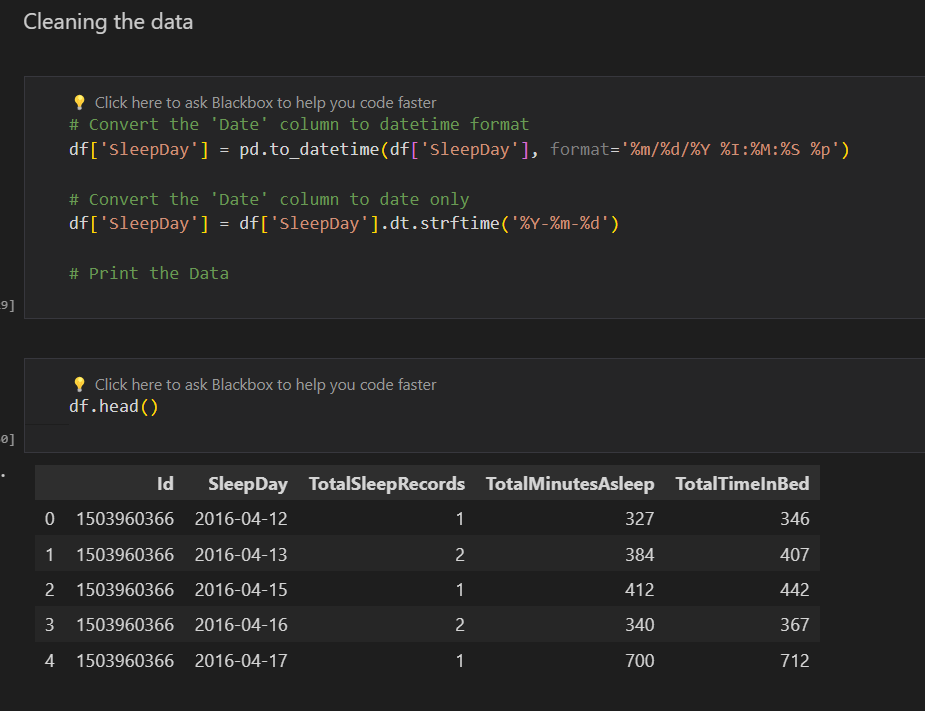 Cleaning the data
💡 Click here to ask Blackbox to help you code faster
# Convert the 'Date' column to datetime format
df['SleepDay'] = pd.to_datetime(df['SleepDay'], format='%m/%d/%Y %I:%M:%S %p')
# Convert the 'Date' column to date only
df['SleepDay'] = df['SleepDay'].dt.strftime('%Y-%m-%d')
# Print the Data
9]
💡 Click here to ask Blackbox to help you code faster
df.head()
0]
Id SleepDay TotalSleepRecords TotalMinutesAsleep TotalTimeInBed
0 1503960366 2016-04-12 1 327 346
1 1503960366 2016-04-13 2 384 407
2 1503960366 2016-04-15 1 412 442
3 1503960366 2016-04-16 2 340 367
4 1503960366 2016-04-17 1 700 712